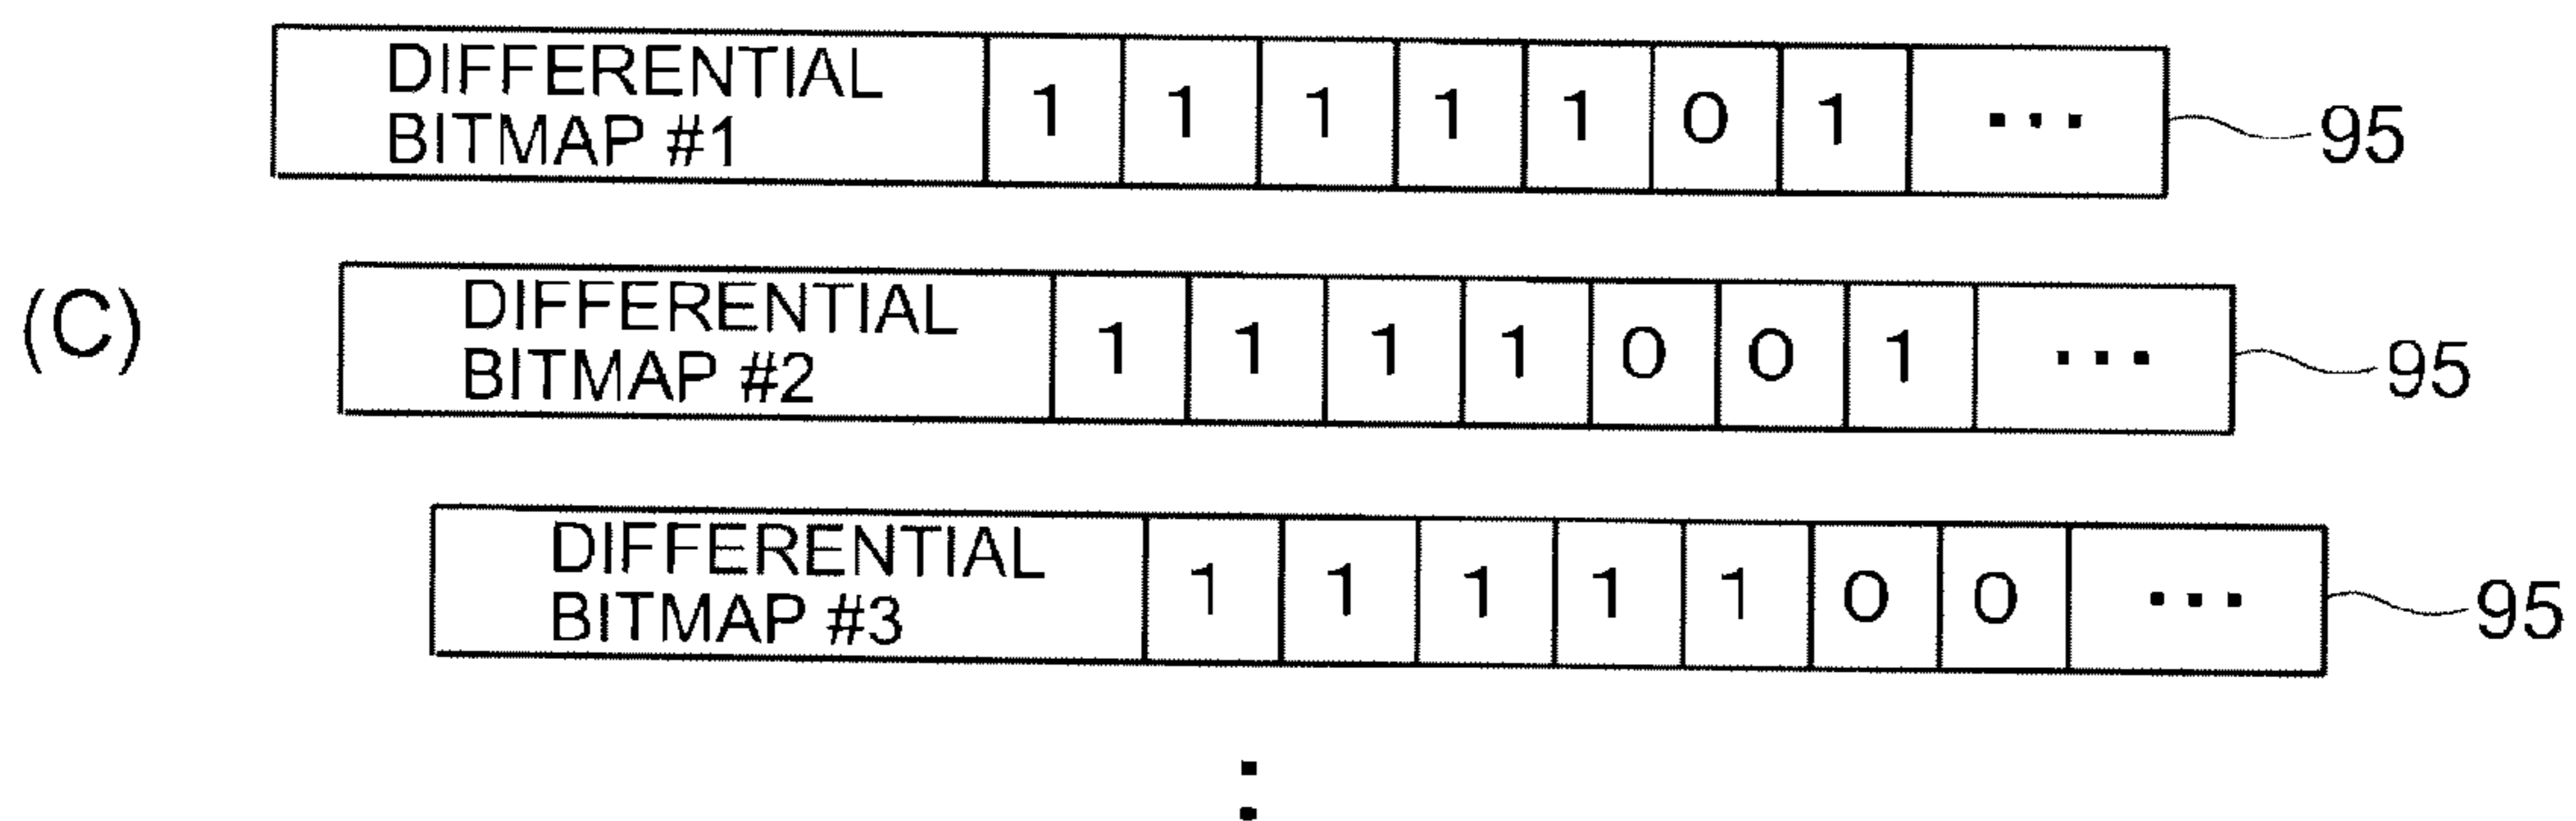 DIFFERENTIAL
BITMAP #1 1 1 1 1 1 0 1 ... 95
(C)
DIFFERENTIAL
BITMAP #2 1 1 1 1 0 0 1 ... 95
DIFFERENTIAL
BITMAP #3 1 1 1 1 1 0 0 ... 95